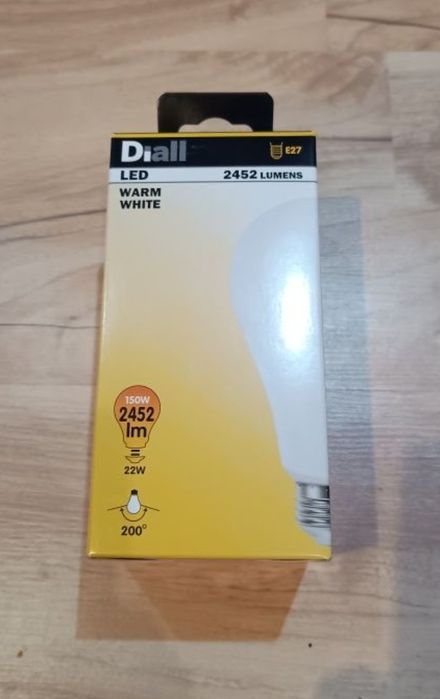 Diall
E27
LED
2452 LUMENS
WARM
WHITE
150W
2452
lm
22W
200°